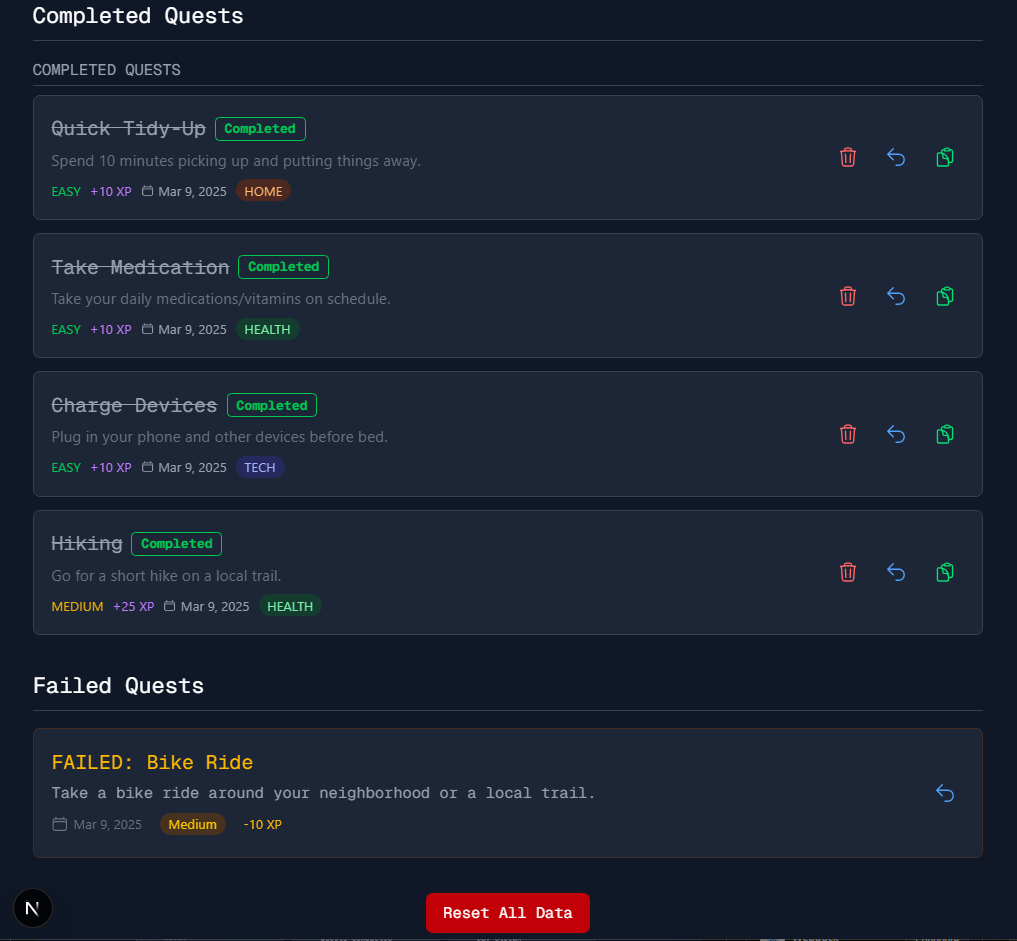 Completed Quests
COMPLETED QUESTS
Quick Tidy-Up Completed
Spend 10 minutes picking up and putting things away.
EASY +10 XP Mar 9, 2025 HOME
Take Medication Completed
Take your daily medications/vitamins on schedule.
EASY +10 XP Mar 9, 2025 HEALTH
Charge Devices Completed
Plug in your phone and other devices before bed.
EASY +10 XP Mar 9, 2025 TECH
Hiking Completed
Go for a short hike on a local trail.
MEDIUM +25 XP Mar 9, 2025 HEALTH
Failed Quests
FAILED: Bike Ride
Take a bike ride around your neighborhood or a local trail.
Mar 9, 2025 Medium -10 XP
N
Reset All Data